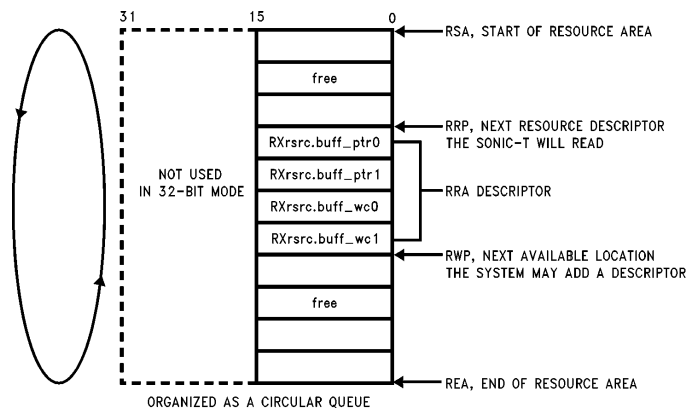 31 15 0
RSA, START OF RESOURCE AREA
free
RRP, NEXT RESOURCE DESCRIPTOR
THE SONIC-T WILL READ
RXrsrc.buff_ptr0
NOT USED
IN 32-BIT MODE
RXrsrc.buff_ptr1
RRA DESCRIPTOR
RXrsrc.buff_wc0
RXrsrc.buff_wc1
RWP, NEXT AVAILABLE LOCATION
THE SYSTEM MAY ADD A DESCRIPTOR
free
REA, END OF RESOURCE AREA
ORGANIZED AS A CIRCULAR QUEUE